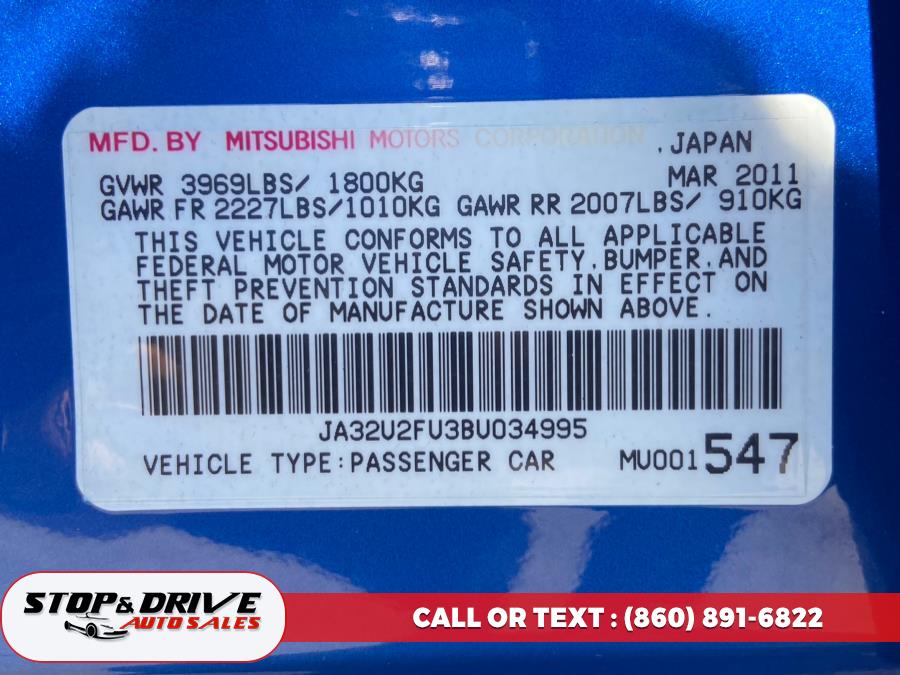 MFD. BY MITSUBISHI MOTORS CORPORATION , JAPAN
GVWR 3969LBS/ 1800KG MAR 2011
GAWR FR 2227LBS/1010KG GAWR RR 2007LBS/ 910KG
THIS VEHICLE CONFORMS TO ALL APPLICABLE
FEDERAL MOTOR VEHICLE SAFETY,BUMPER,AND
THEFT PREVENTION STANDARDS IN EFFECT ON
THE DATE OF MANUFACTURE SHOWN ABOVE.
JA32U2FU3BU034995
VEHICLE TYPE:PASSENGER CAR MU001547
STOP & DRIVE
AUTO SALES
CALL OR TEXT : (860) 891-6822